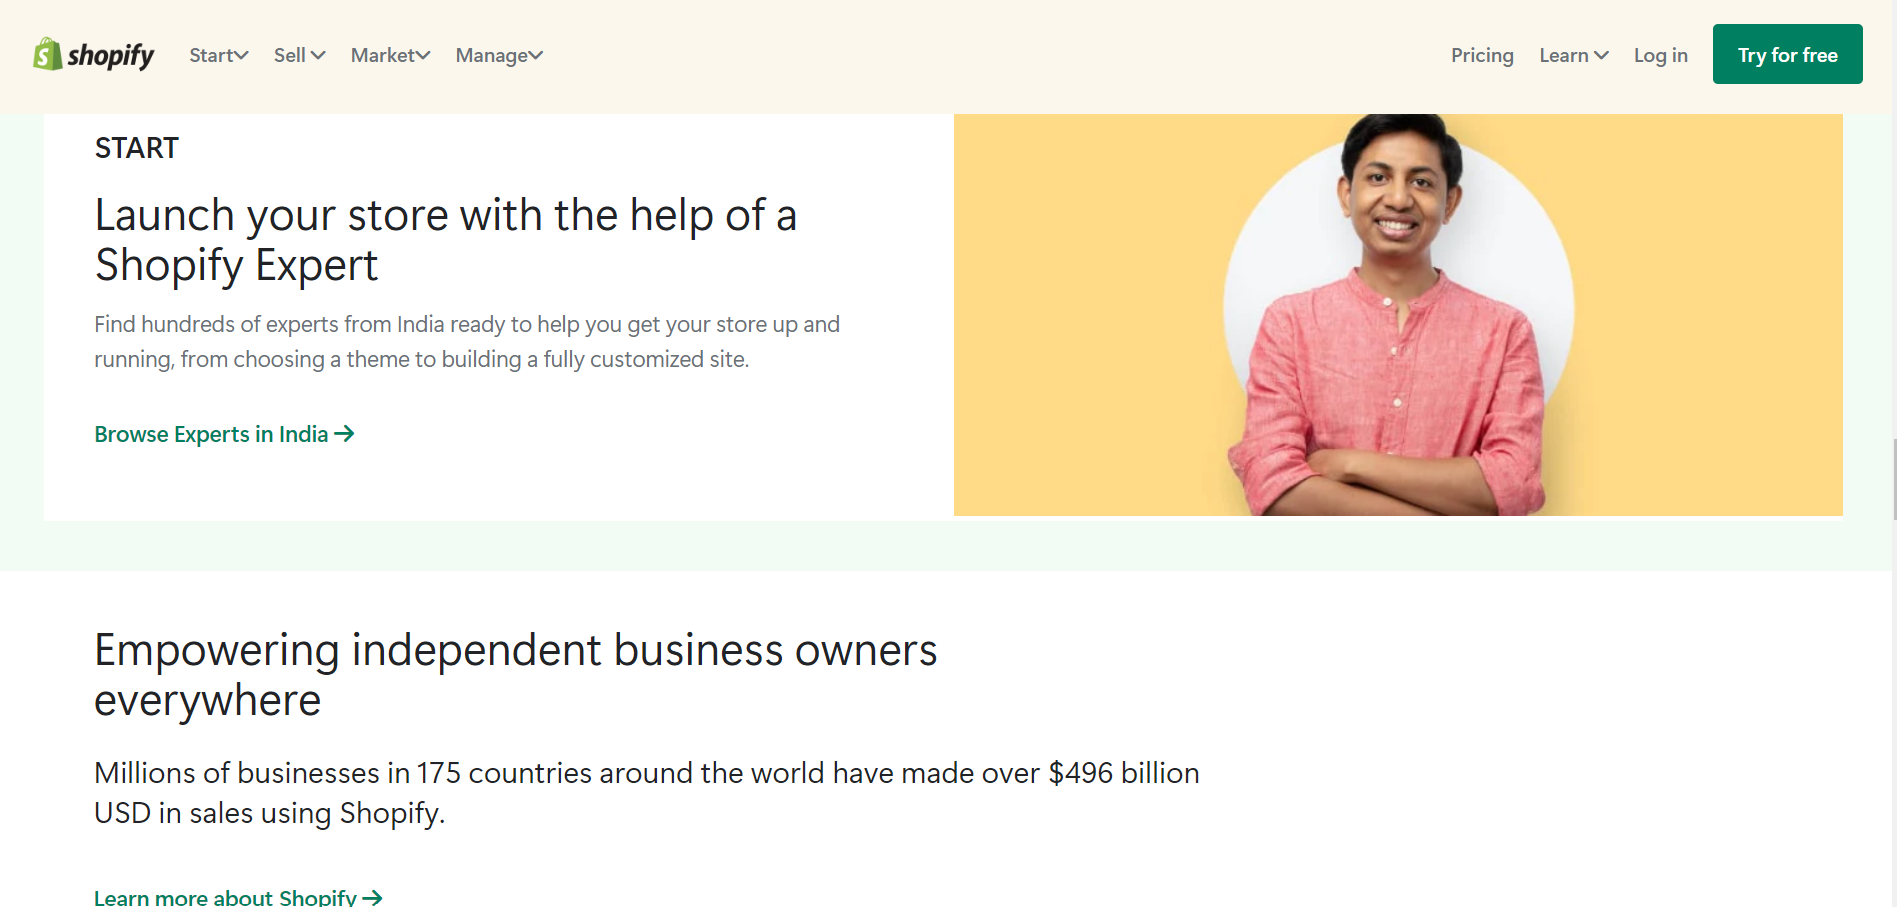 shopify
Start
Sell
Market
Manage
Pricing
Learn
Log in
Try for free
START
Launch your store with the help of a
Shopify Expert
Find hundreds of experts from India ready to help you get your store up and
running, from choosing a theme to building a fully customized site.
Browse Experts in India →
Empowering independent business owners
everywhere
Millions of businesses in 175 countries around the world have made over $496 billion
USD in sales using Shopify.
Learn more about Shopify →